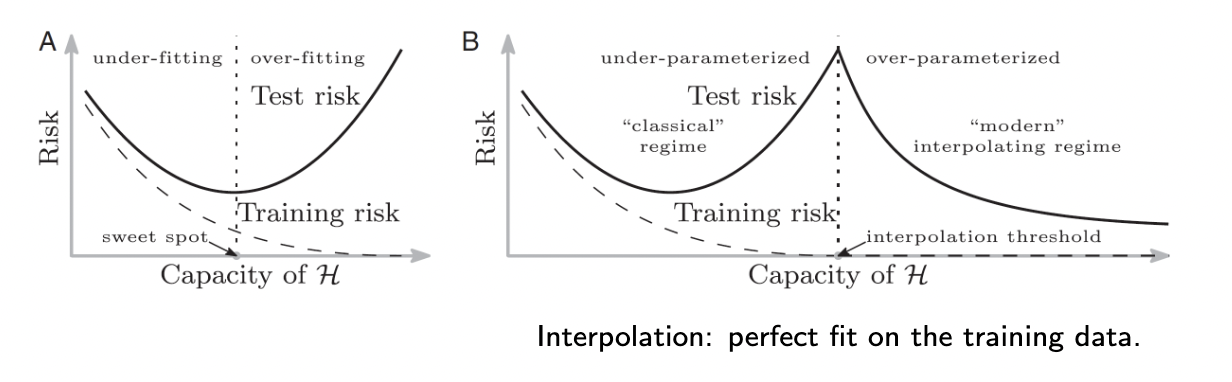 A
under-fitting
over-fitting
Test risk
Risk
Training risk
sweet spot
Capacity of ℋ
B
under-parameterized
over-parameterized
Test risk
“classical”
regime
“modern”
interpolating regime
Risk
Training risk
interpolation threshold
Capacity of ℋ
Interpolation: perfect fit on the training data.